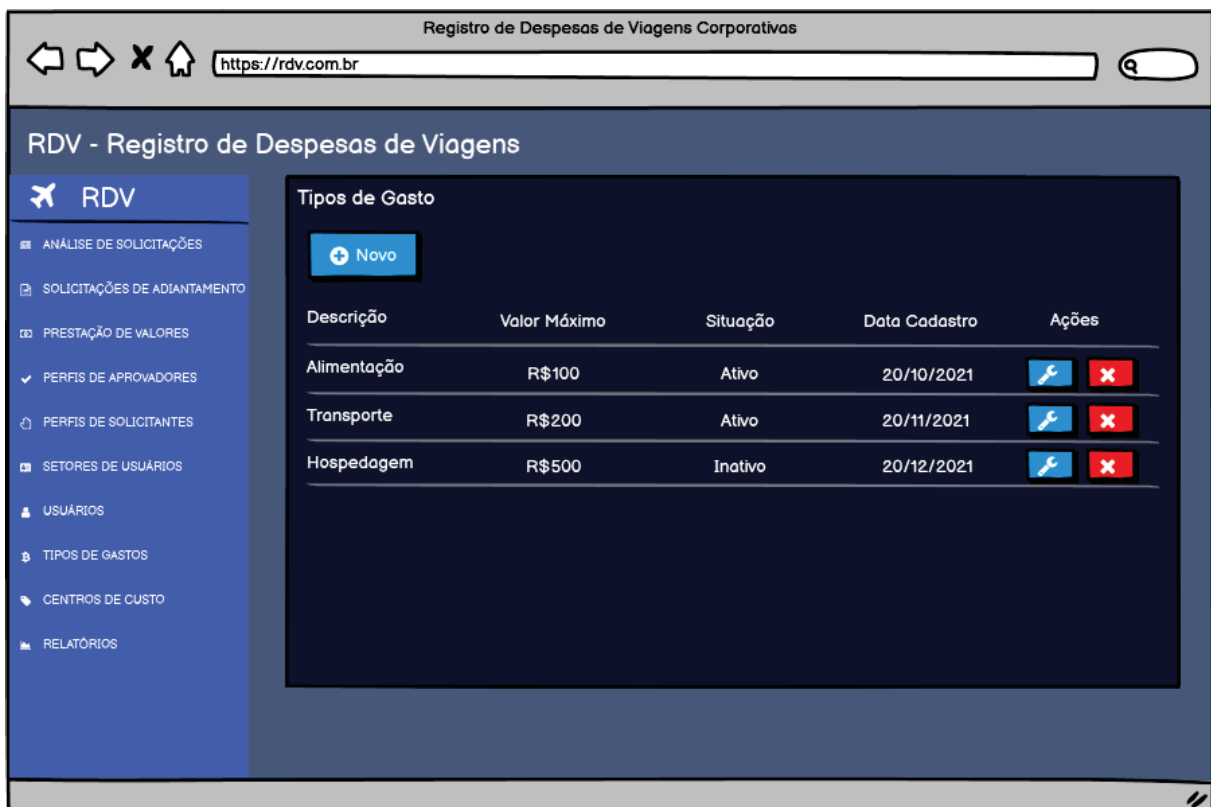 Registro de Despesas de Viagens Corporativas
https://rdv.com.br
RDV - Registro de Despesas de Viagens
RDV
ANÁLISE DE SOLICITAÇÕES
SOLICITAÇÕES DE ADIANTAMENTO
PRESTAÇÃO DE VALORES
PERFIS DE APROVADORES
PERFIS DE SOLICITANTES
SETORES DE USUÁRIOS
USUÁRIOS
TIPOS DE GASTOS
CENTROS DE CUSTO
RELATÓRIOS
Tipos de Gasto
Novo
Descrição Valor Máximo Situação Data Cadastro Ações
Alimentação R$100 Ativo 20/10/2021
Transporte R$200 Ativo 20/11/2021
Hospedagem R$500 Inativo 20/12/2021